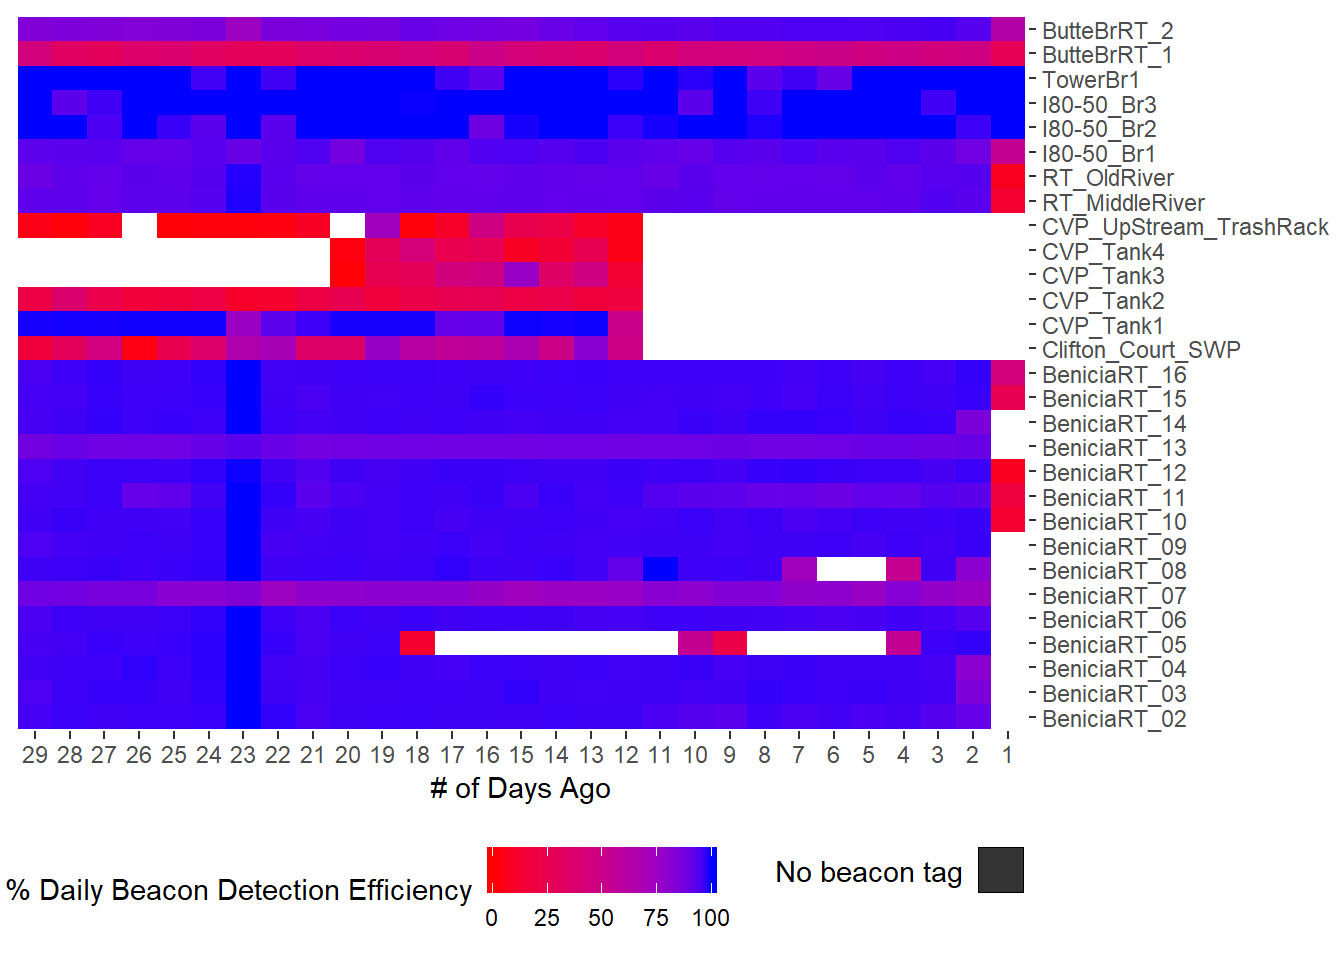 ButteBrRT_2
ButteBrRT_1
TowerBr1
I80-50_Br3
I80-50_Br2
I80-50_Br1
RT_OldRiver
RT_MiddleRiver
CVP_UpStream_TrashRack
CVP_Tank4
CVP_Tank3
CVP_Tank2
CVP_Tank1
Clifton_Court_SWP
BeniciaRT_16
BeniciaRT_15
BeniciaRT_14
BeniciaRT_13
BeniciaRT_12
BeniciaRT_11
BeniciaRT_10
BeniciaRT_09
BeniciaRT_08
BeniciaRT_07
BeniciaRT_06
BeniciaRT_05
BeniciaRT_04
BeniciaRT_03
BeniciaRT_02
29 28 27 26 25 24 23 22 21 20 19 18 17 16 15 14 13 12 11 10 9 8 7 6 5 4 3 2 1
# of Days Ago
% Daily Beacon Detection Efficiency
0 25 50 75 100
No beacon tag